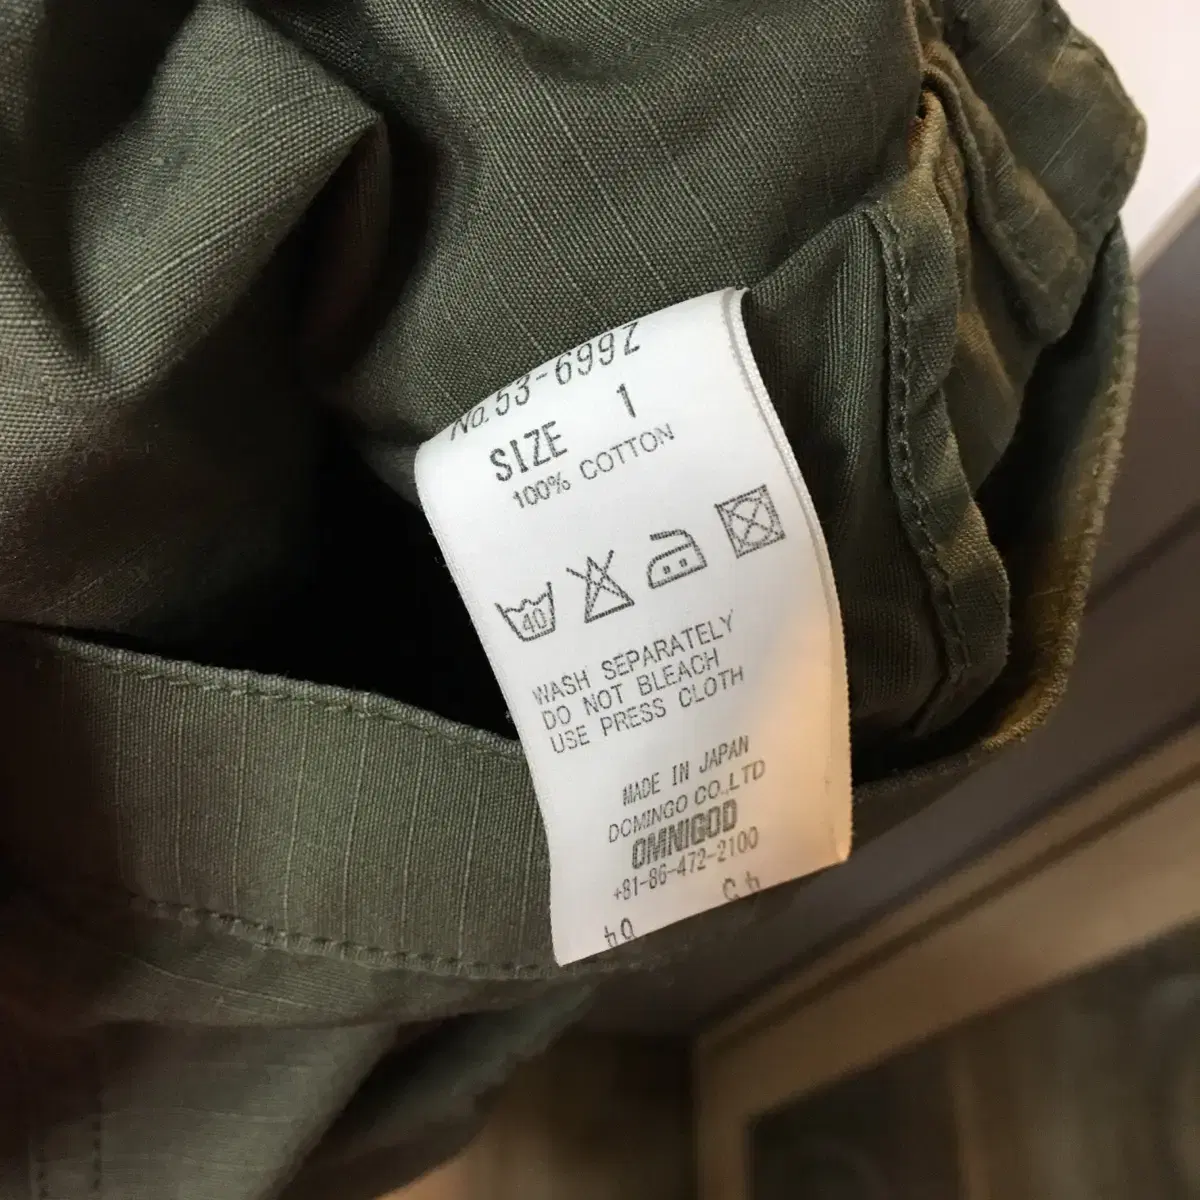 No.53-699Z
SIZE 1
100% COTTON
40
WASH SEPARATELY
DO NOT BLEACH
USE PRESS CLOTH
MADE IN JAPAN
DOMINGO CO.,LTD
OMNIGOD
+81-86-472-2100